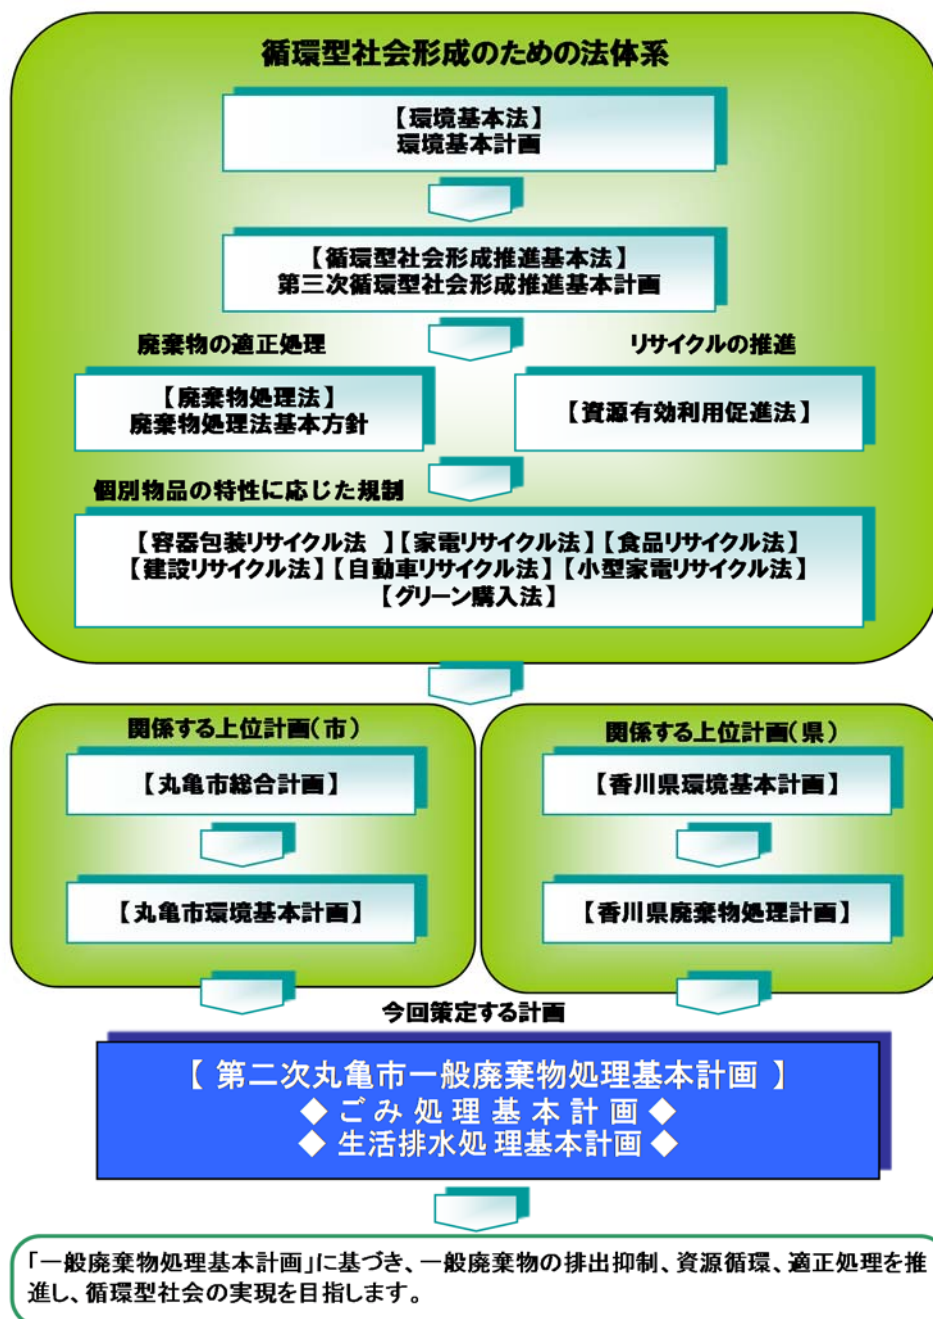 循環型社会形成のための法体系
【環境基本法】
環境基本計画
【循環型社会形成推進基本法】
第三次循環型社会形成推進基本計画
廃棄物の適正処理
リサイクルの推進
【廃棄物処理法】
廃棄物処理法基本方針
【資源有効利用促進法】
個別物品の特性に応じた規制
【容器包装リサイクル法 】【家電リサイクル法】【食品リサイクル法】
【建設リサイクル法】【自動車リサイクル法】【小型家電リサイクル法】
【グリーン購入法】
関係する上位計画(市)
【丸亀市総合計画】
【丸亀市環境基本計画】
関係する上位計画(県)
【香川県環境基本計画】
【香川県廃棄物処理計画】
今回策定する計画
【 第二次丸亀市一般廃棄物処理基本計画 】
◆ ごみ 処 理 基 本 計 画 ◆
◆ 生活排水処 理基本計画 ◆
「一般廃棄物処理基本計画」に基づき、一般廃棄物の排出抑制、資源循環、適正処理を推
進し、循環型社会の実現を目指します。